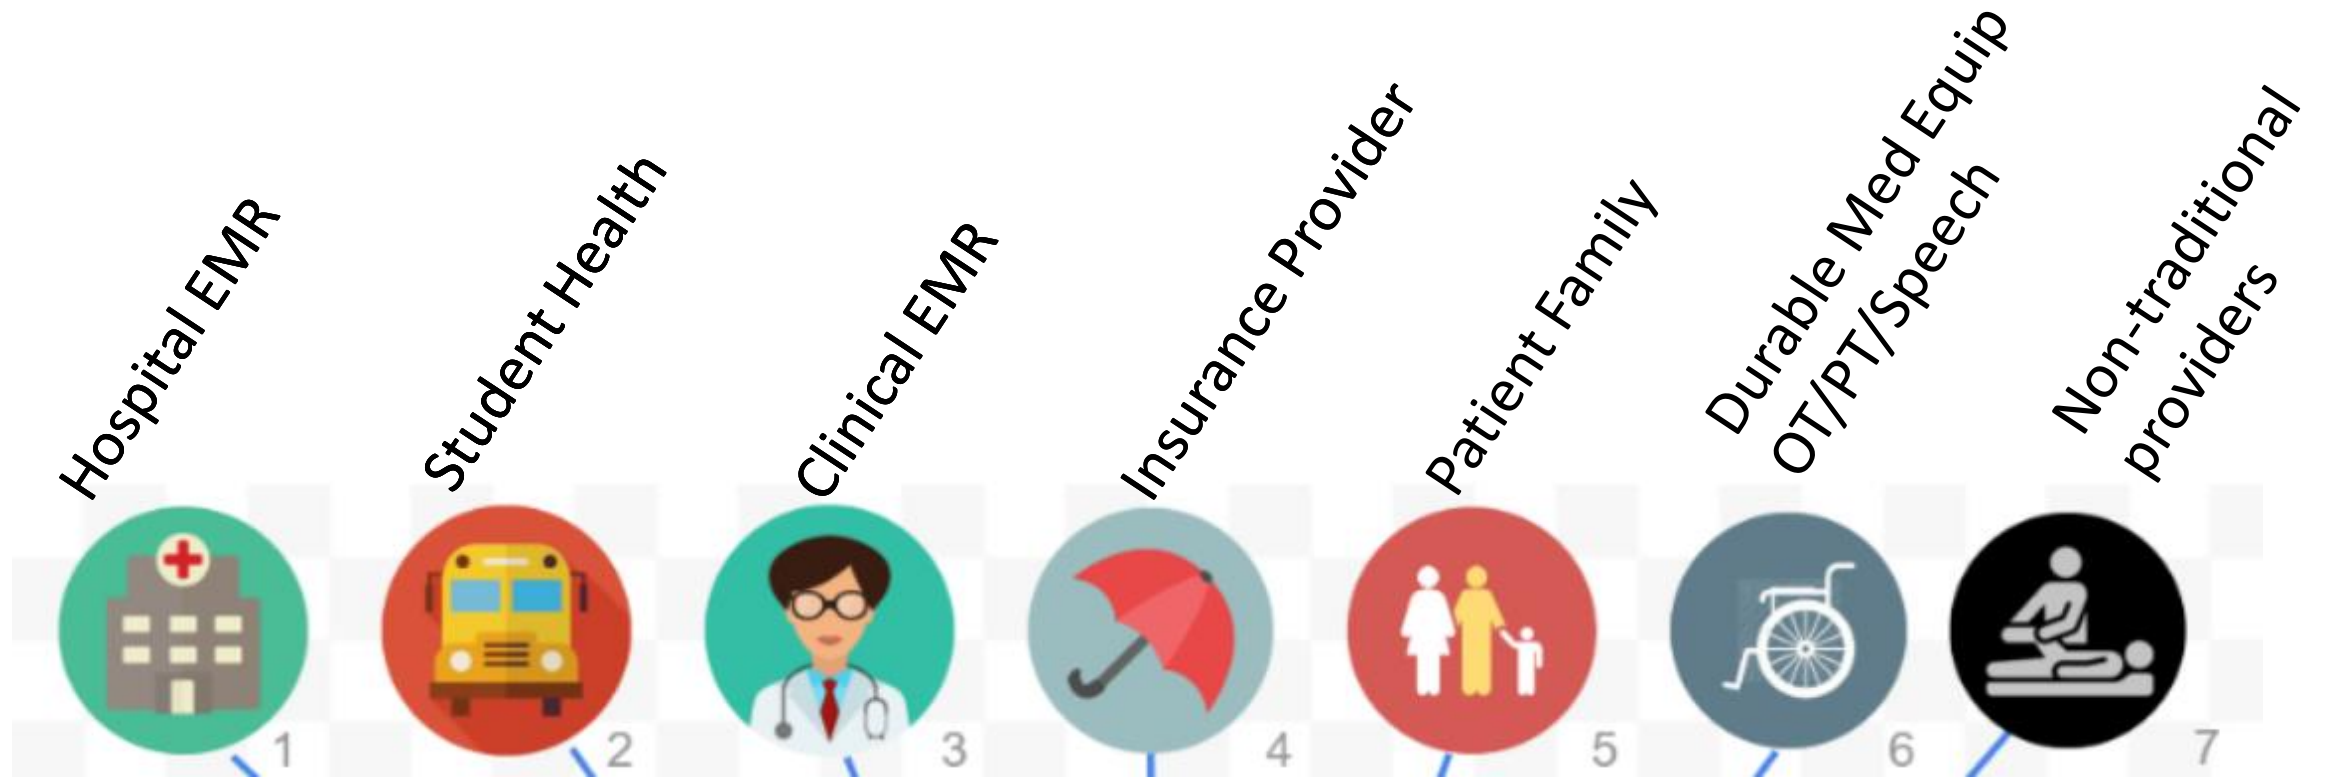 Hospital EMR
Student Health
Clinical EMR
Insurance Provider
Patient Family
Durable Med Equip
OT/PT/Speech
Non-traditional
providers
1
2
3
4
5
6
7